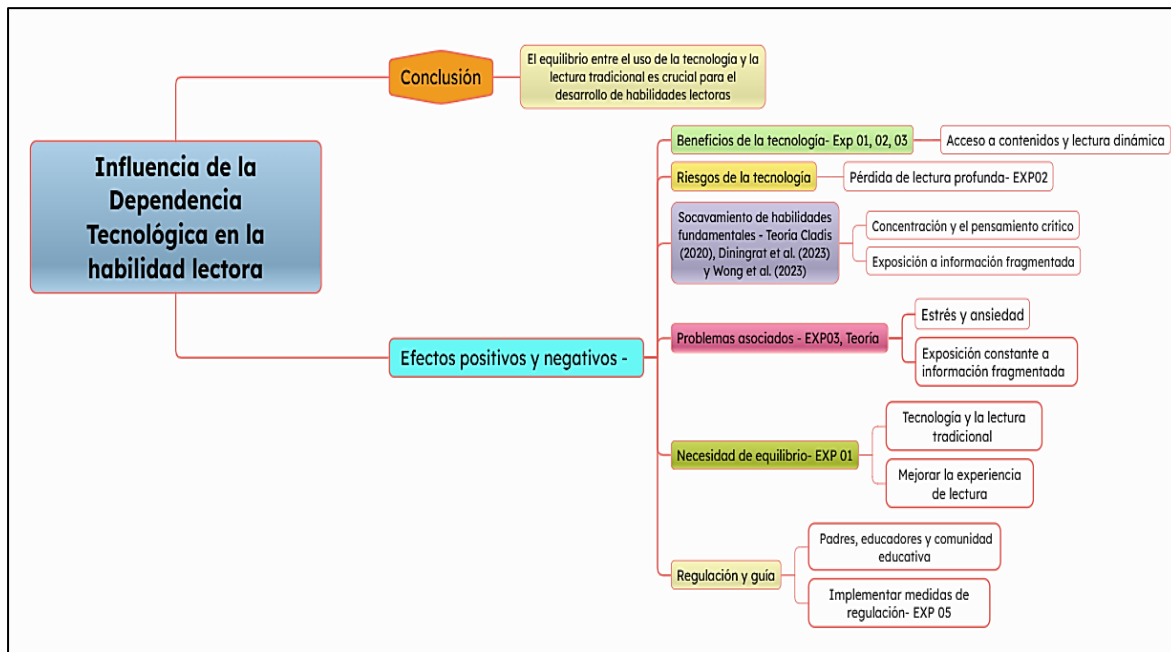 Influencia de la
Dependencia
Tecnológica en la
habilidad lectora
Conclusión
El equilibrio entre el uso de la tecnología y la
lectura tradicional es crucial para el
desarrollo de habilidades lectoras
Efectos positivos y negativos -
Beneficios de la tecnología- Exp 01, 02, 03
Acceso a contenidos y lectura dinámica
Riesgos de la tecnología
Pérdida de lectura profunda- EXP02
Socavamiento de habilidades
fundamentales - Teoría Cladis
(2020), Diningrat et al. (2023)
y Wong et al. (2023)
Concentración y el pensamiento crítico
Exposición a información fragmentada
Problemas asociados - EXP03, Teoría
Estrés y ansiedad
Exposición constante a
información fragmentada
Necesidad de equilibrio- EXP 01
Tecnología y la lectura
tradicional
Mejorar la experiencia
de lectura
Regulación y guía
Padres, educadores y comunidad
educativa
Implementar medidas de
regulación- EXP 05